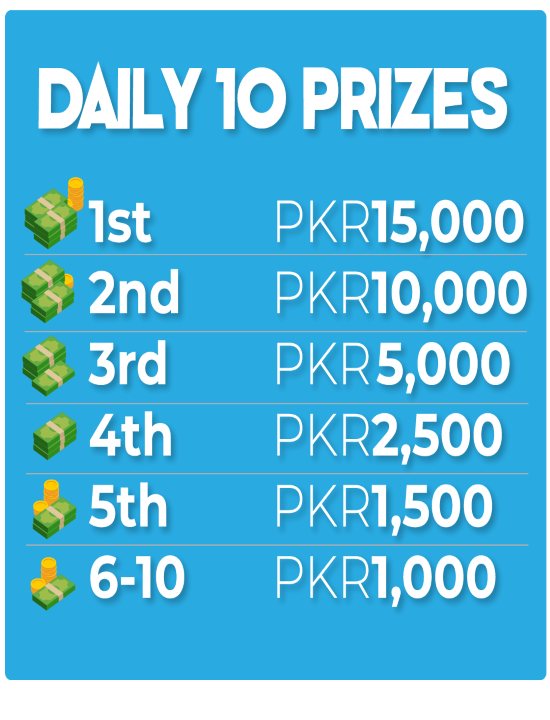 DAILY 10 PRIZES
1st PKR15,000
2nd PKR10,000
3rd PKR5,000
4th PKR2,500
5th PKR1,500
6-10 PKR1,000